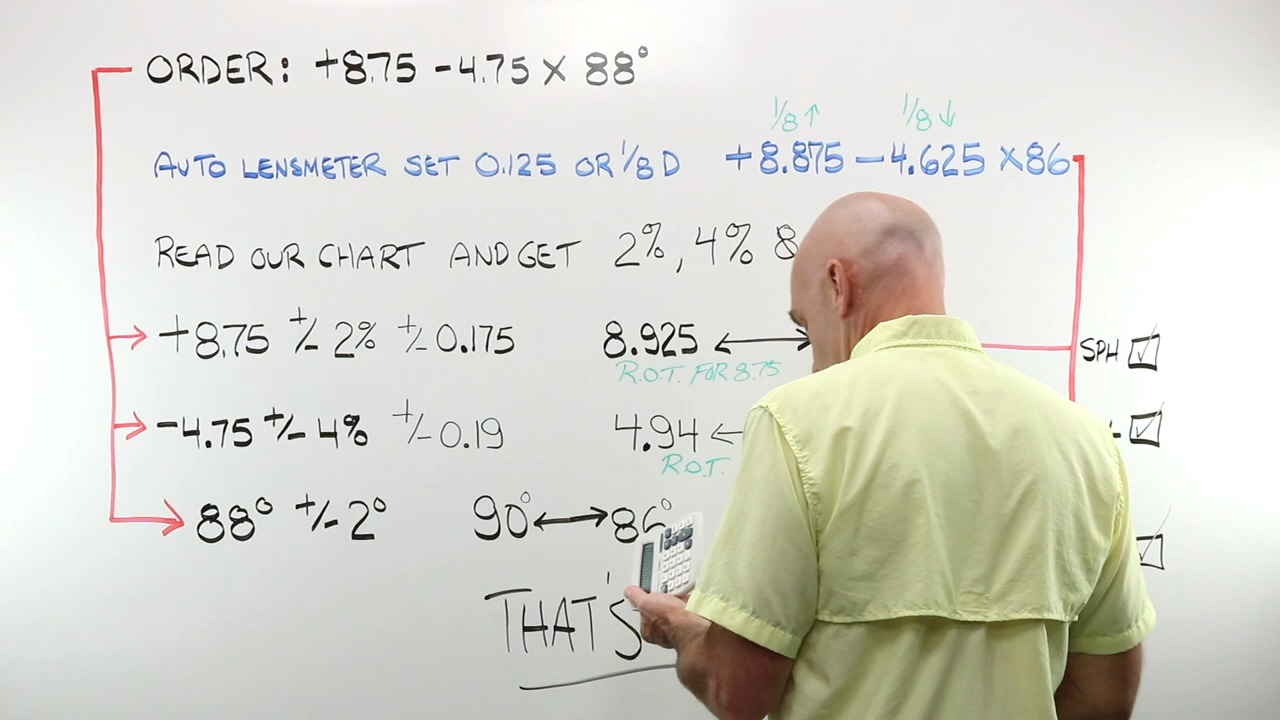 ORDER: +8.75 -4.75 X 88°
1/8↑ 1/8↓
AUTO LENSMETER SET 0.125 OR 1/8 D +8.875 -4.625 X86
READ OUR CHART AND GET 2%, 4% &
+8.75 +/- 2% +/- 0.175 8.925 ↔ SPH
R.O.T. FOR 8.75
-4.75 +/- 4% +/- 0.19 4.94 ←
R.O.T.
88° +/- 2° 90° ↔ 86°
THAT'S